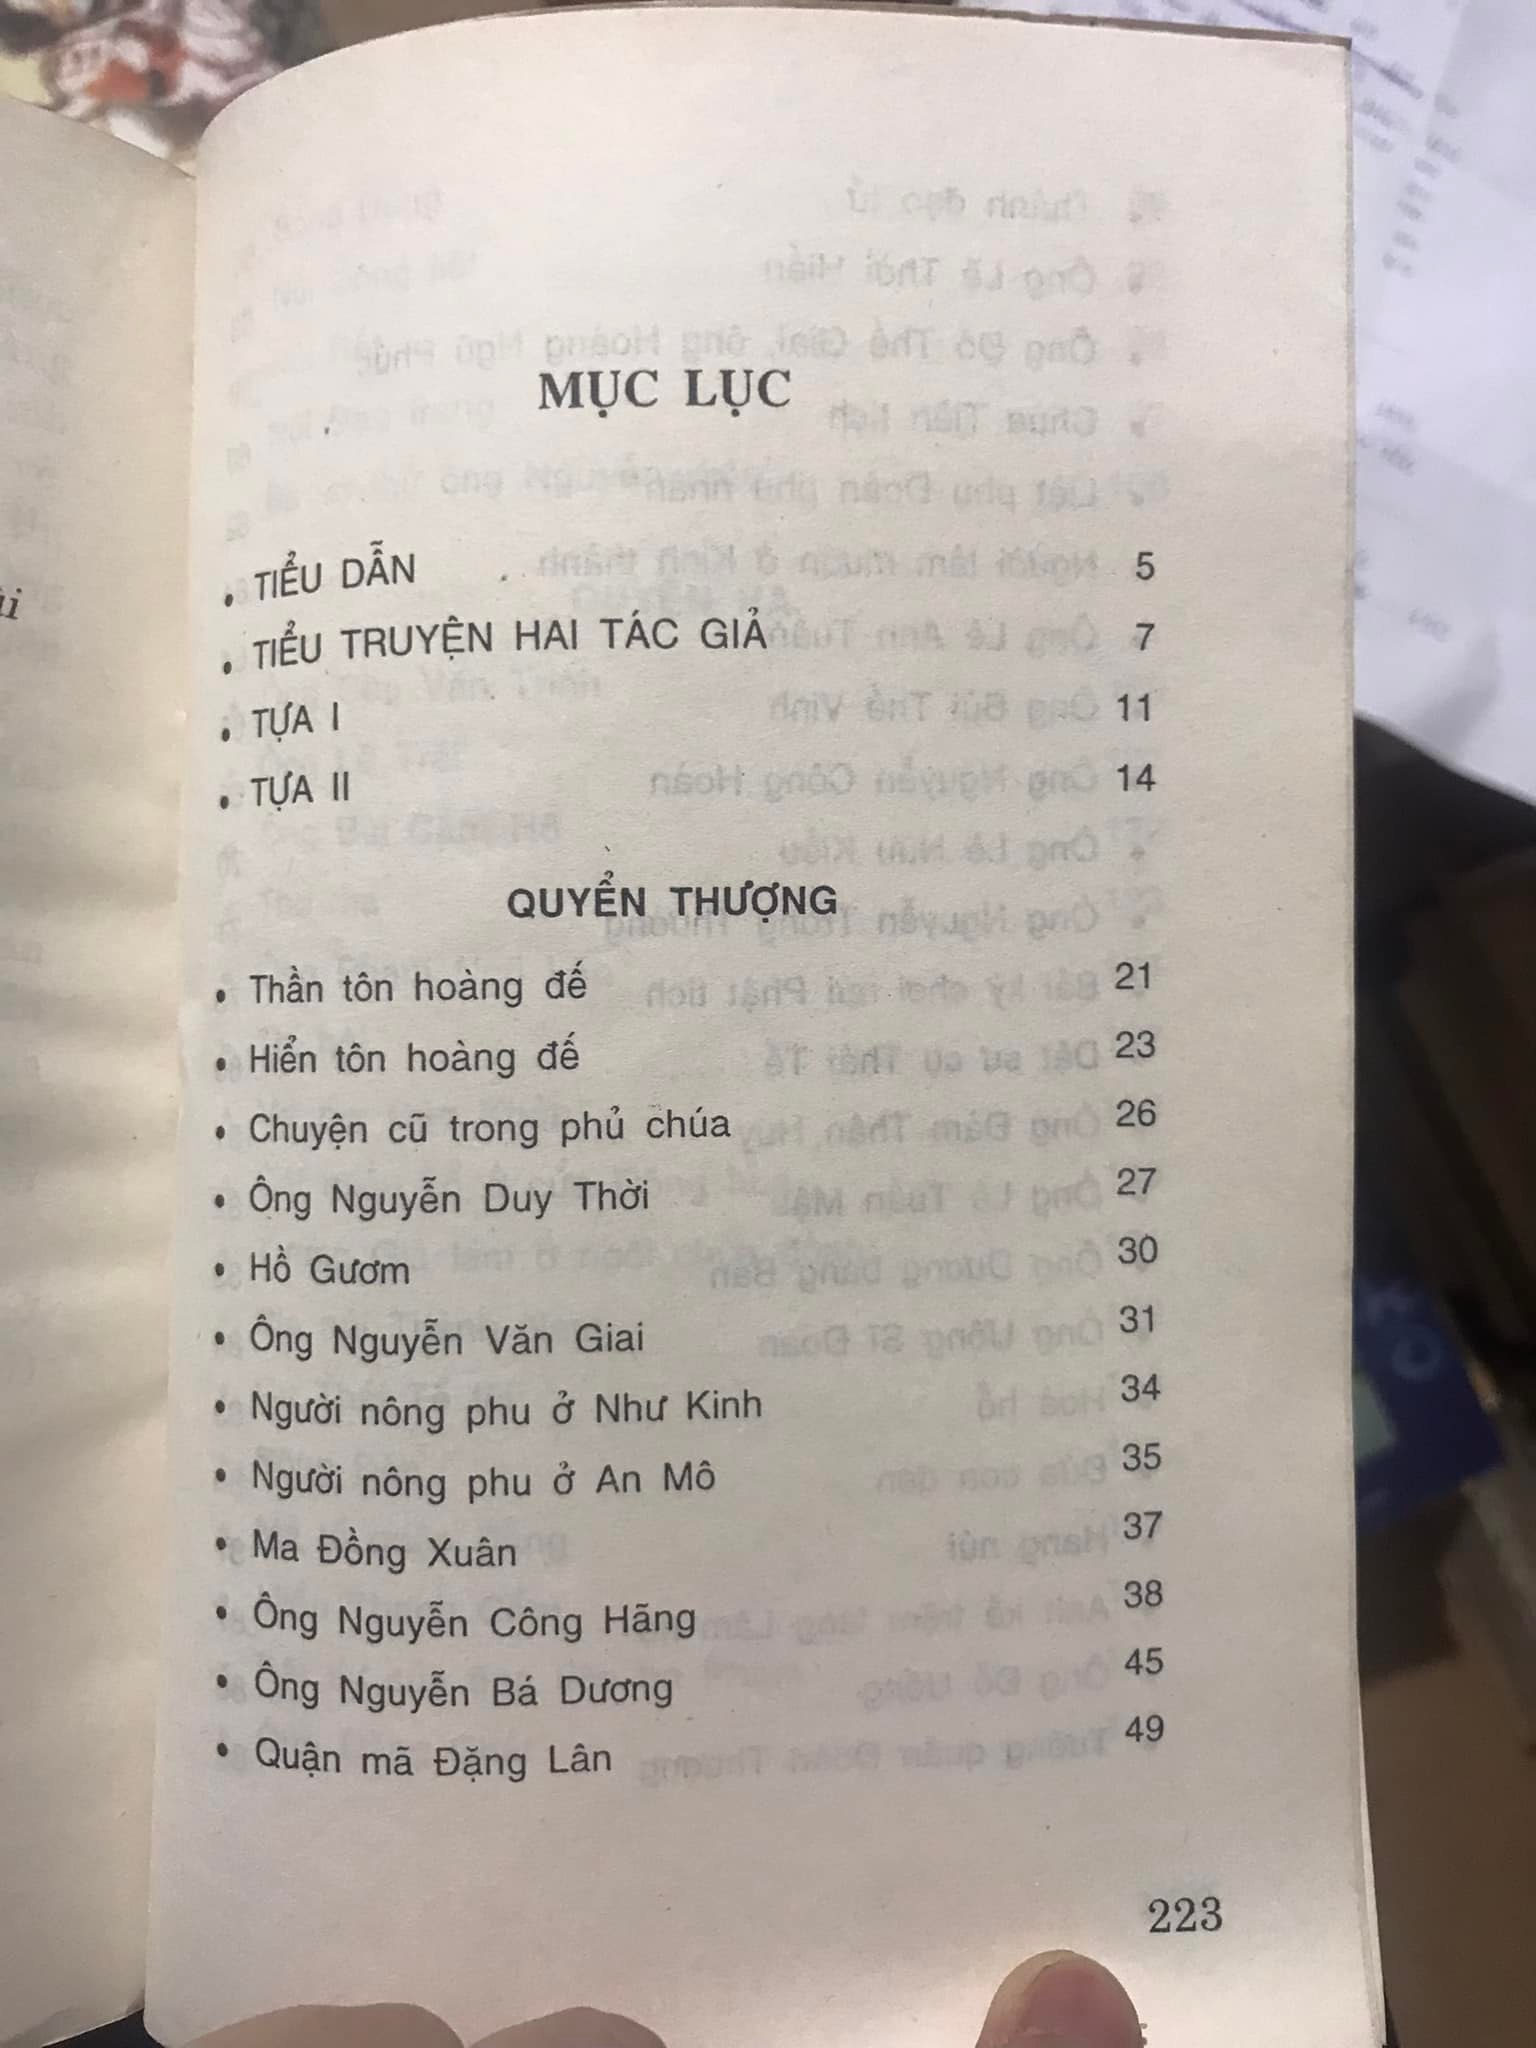 MỤC LỤC
• TIỂU DẪN 5
• TIỂU TRUYỆN HAI TÁC GIẢ 7
• TỰA I 11
• TỰA II 14
QUYỂN THƯỢNG
• Thần tôn hoàng đế 21
• Hiển tôn hoàng đế 23
• Chuyện cũ trong phủ chúa 26
• Ông Nguyễn Duy Thời 27
• Hồ Gươm 30
• Ông Nguyễn Văn Giai 31
• Người nông phu ở Như Kinh 34
• Người nông phu ở An Mô 35
• Ma Đồng Xuân 37
• Ông Nguyễn Công Hãng 38
• Ông Nguyễn Bá Dương 45
• Quận mã Đặng Lân 49
223